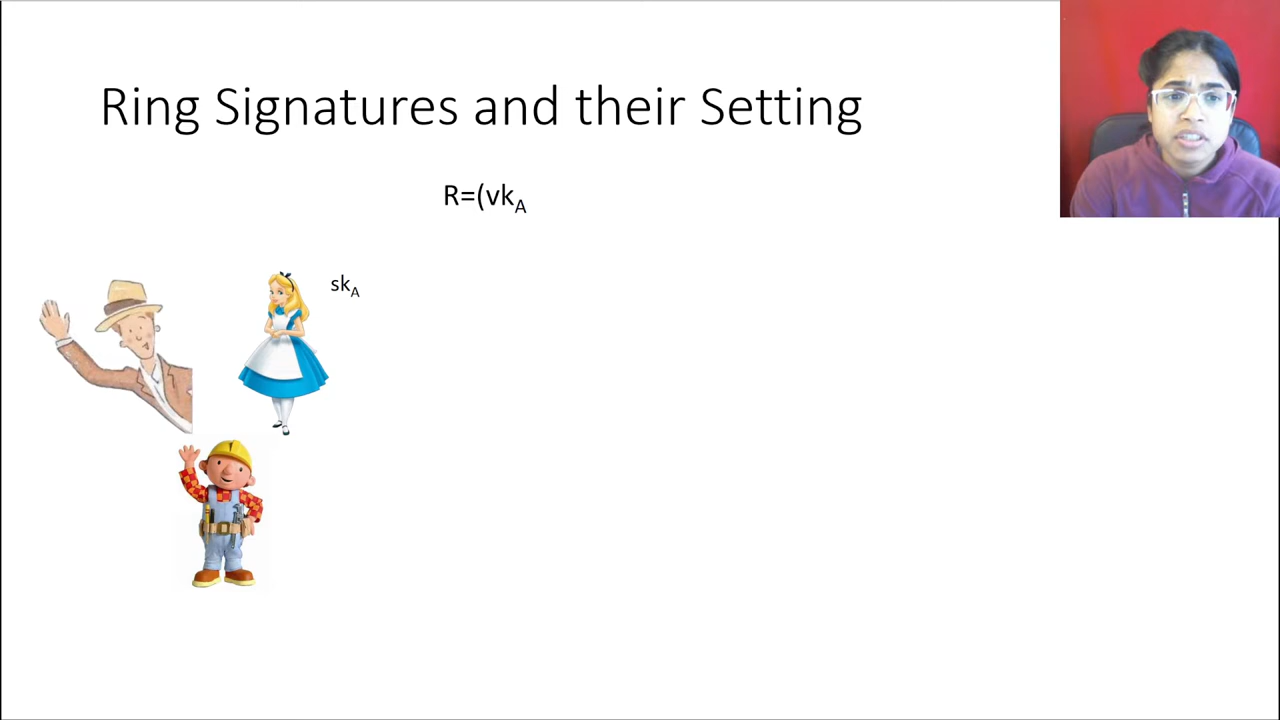 Ring Signatures and their Setting
R=(vk_A
sk_A